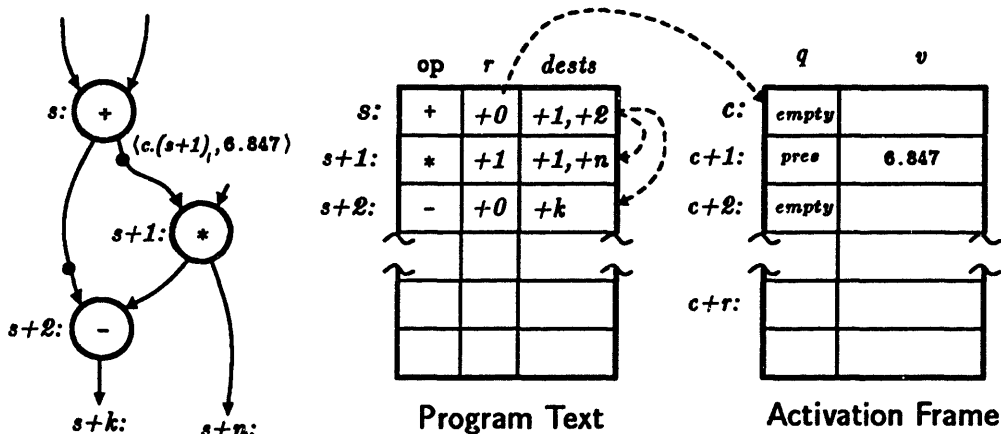 op r dests
q v
s: +
⟨c.(s+1)ₗ, 6.847⟩
s+1: *
s+2: -
s+k: s+n:
s: + +0 +1,+2
s+1: * +1 +1,+n
s+2: - +0 +k
Program Text
c: empty
c+1: pres 6.847
c+2: empty
c+r:
Activation Frame